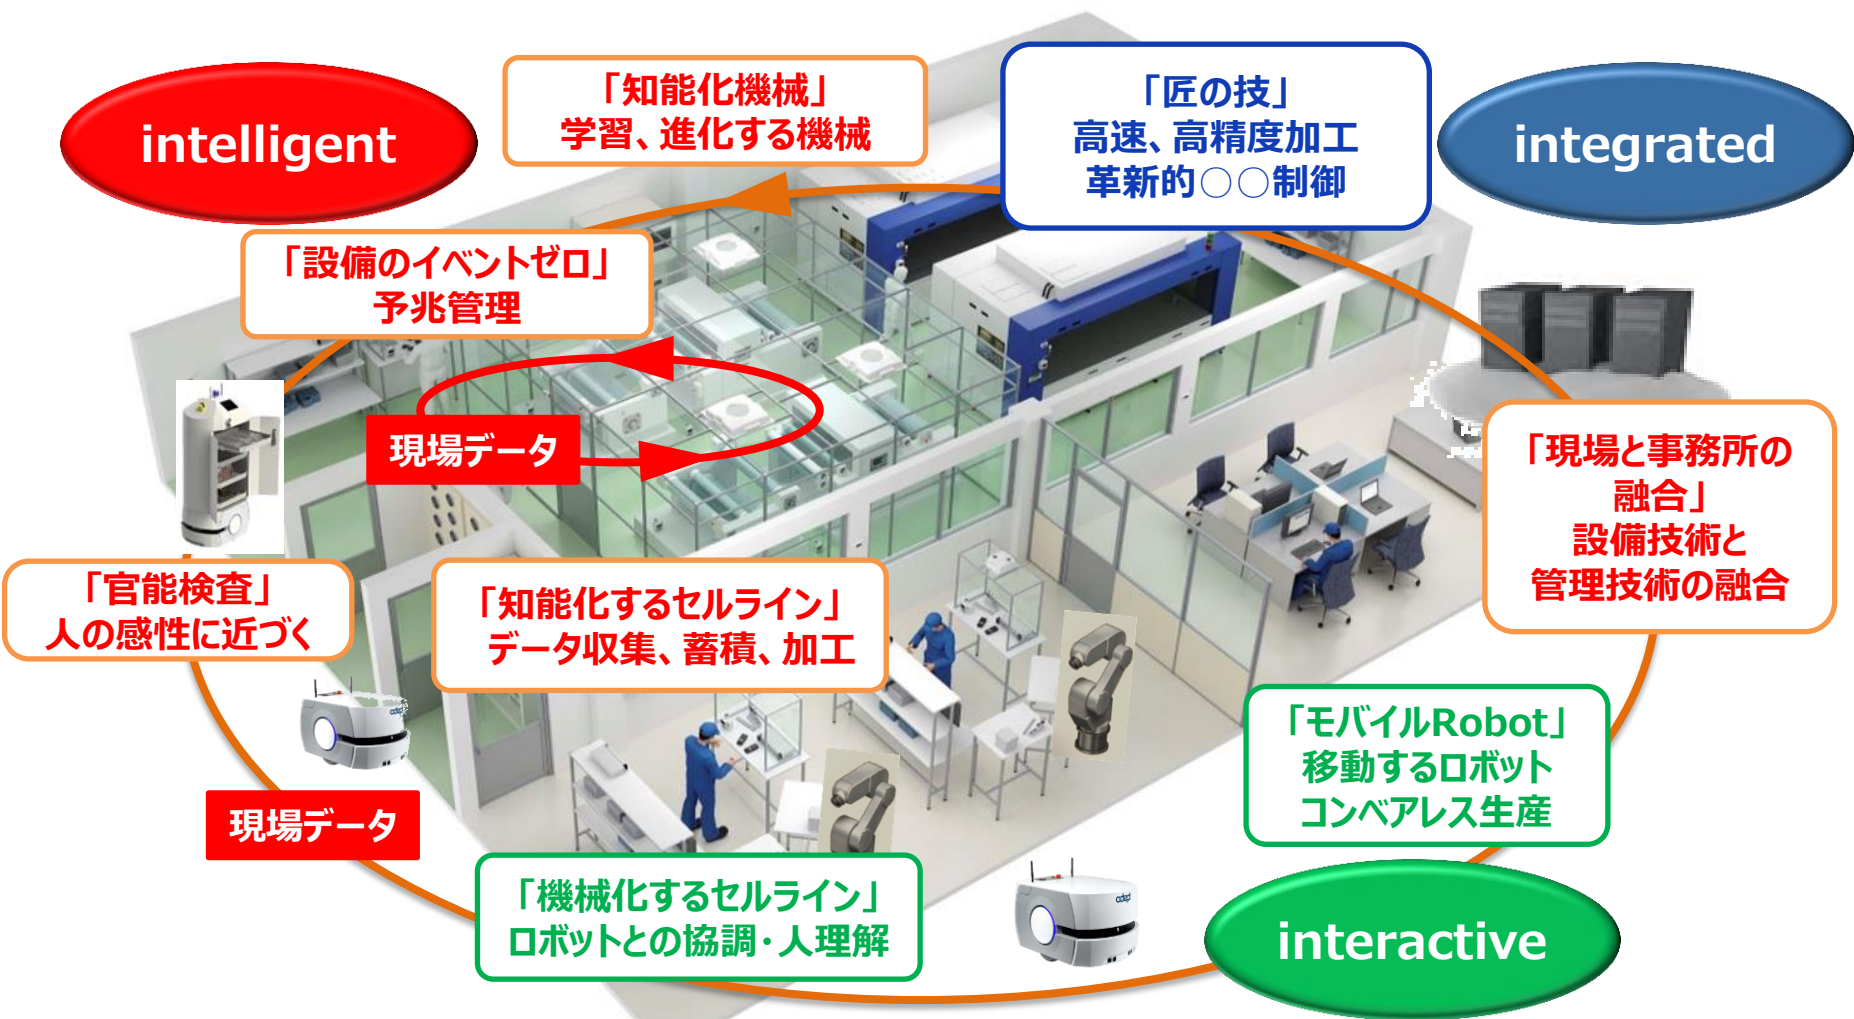 intelligent
「知能化機械」
学習、進化する機械
「匠の技」
高速、高精度加工
革新的○○制御
integrated
「設備のイベントゼロ」
予兆管理
現場データ
「現場と事務所の
融合」
設備技術と
管理技術の融合
「官能検査」
人の感性に近づく
「知能化するセルライン」
データ収集、蓄積、加工
「モバイルRobot」
移動するロボット
コンベアレス生産
adept
現場データ
「機械化するセルライン」
ロボットとの協調・人理解
adept
interactive